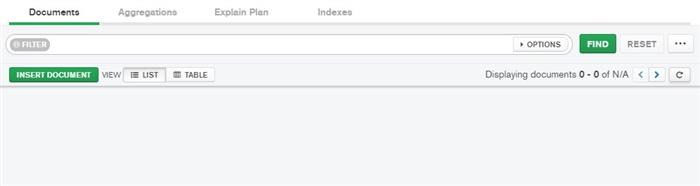 Documents Aggregations Explain Plan Indexes
FILTER OPTIONS FIND RESET
INSERT DOCUMENT VIEW LIST TABLE Displaying documents 0 - 0 of N/A